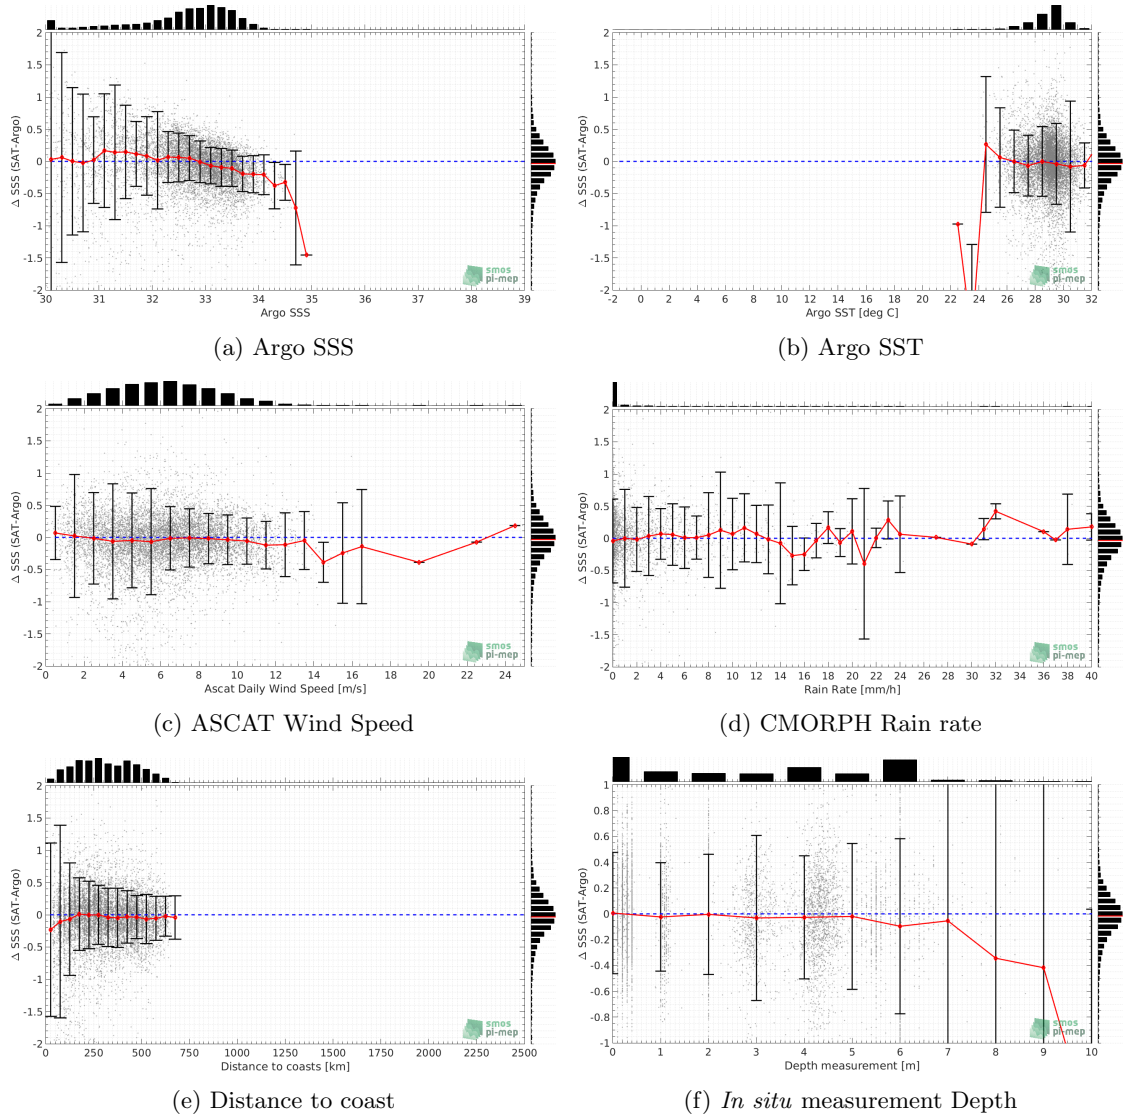 2
1.5
1
0.5
0
-0.5
-1
-1.5
-2
Δ SSS (SAT-Argo)
30 31 32 33 34 35 36 37 38 39
Argo SSS
smos
pi-mep
(a) Argo SSS
2
1.5
1
0.5
0
-0.5
-1
-1.5
-2
Δ SSS (SAT-Argo)
-2 0 2 4 6 8 10 12 14 16 18 20 22 24 26 28 30 32
Argo SST [deg C]
smos
pi-mep
(b) Argo SST
2
1.5
1
0.5
0
-0.5
-1
-1.5
-2
Δ SSS (SAT-Argo)
0 2 4 6 8 10 12 14 16 18 20 22 24
Ascat Daily Wind Speed [m/s]
smos
pi-mep
(c) ASCAT Wind Speed
2
1.5
1
0.5
0
-0.5
-1
-1.5
-2
Δ SSS (SAT-Argo)
0 2 4 6 8 10 12 14 16 18 20 22 24 26 28 30 32 34 36 38 40
Rain Rate [mm/h]
smos
pi-mep
(d) CMORPH Rain rate
2
1.5
1
0.5
0
-0.5
-1
-1.5
-2
Δ SSS (SAT-Argo)
0 250 500 750 1000 1250 1500 1750 2000 2250 2500
Distance to coasts [km]
smos
pi-mep
(e) Distance to coast
1
0.8
0.6
0.4
0.2
0
-0.2
-0.4
-0.6
-0.8
-1
Δ SSS (SAT-Argo)
0 1 2 3 4 5 6 7 8 9 10
Depth measurement [m]
smos
pi-mep
(f) In situ measurement Depth